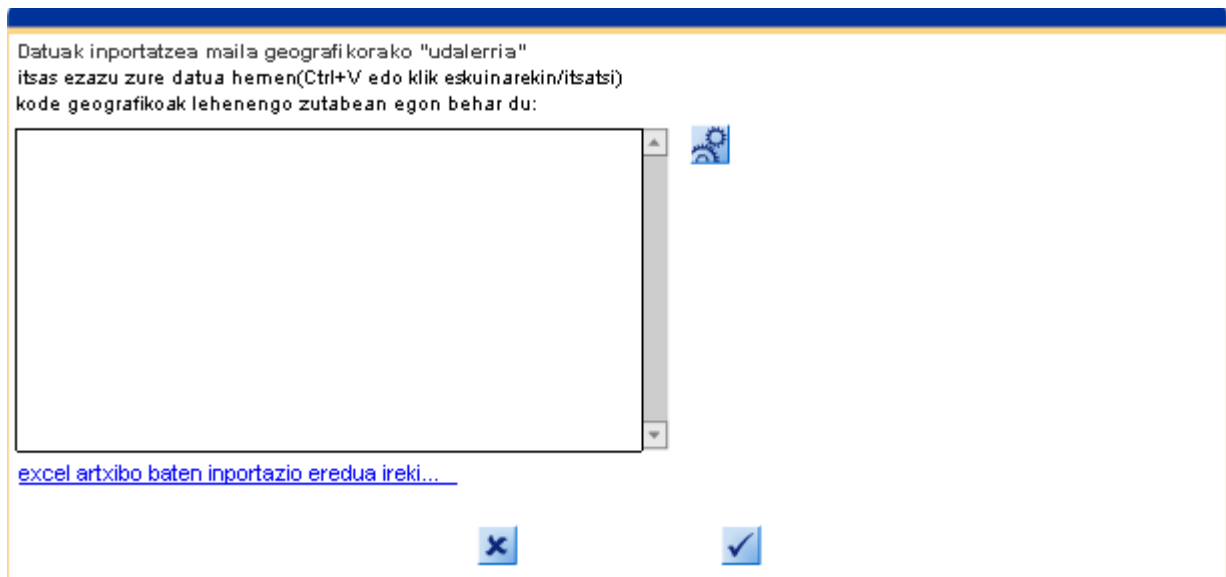 Datuak inportatzea maila geografikorako "udalerria"
itsas ezazu zure datua hemen(Ctrl+V edo klik eskuinarekin/itsatsi)
kode geografikoak lehenengo zutabean egon behar du:
excel artxibo baten inportazio eredua ireki...